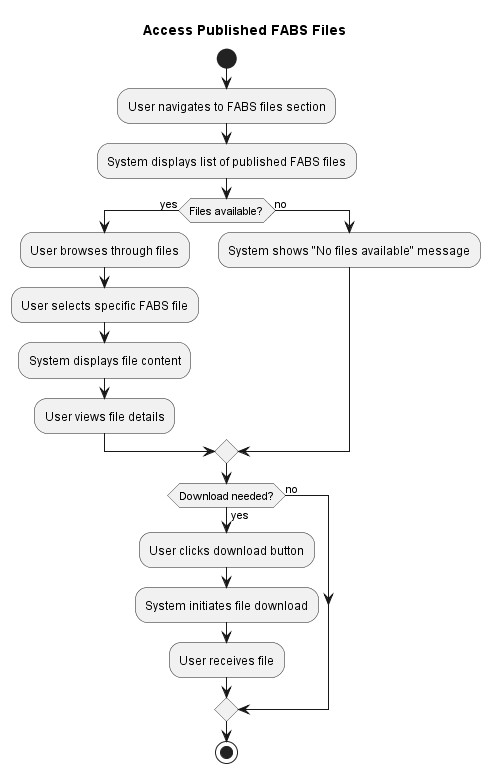 Access Published FABS Files
User navigates to FABS files section
System displays list of published FABS files
yes
Files available?
no
User browses through files
System shows "No files available" message
User selects specific FABS file
System displays file content
User views file details
Download needed?
no
yes
User clicks download button
System initiates file download
User receives file